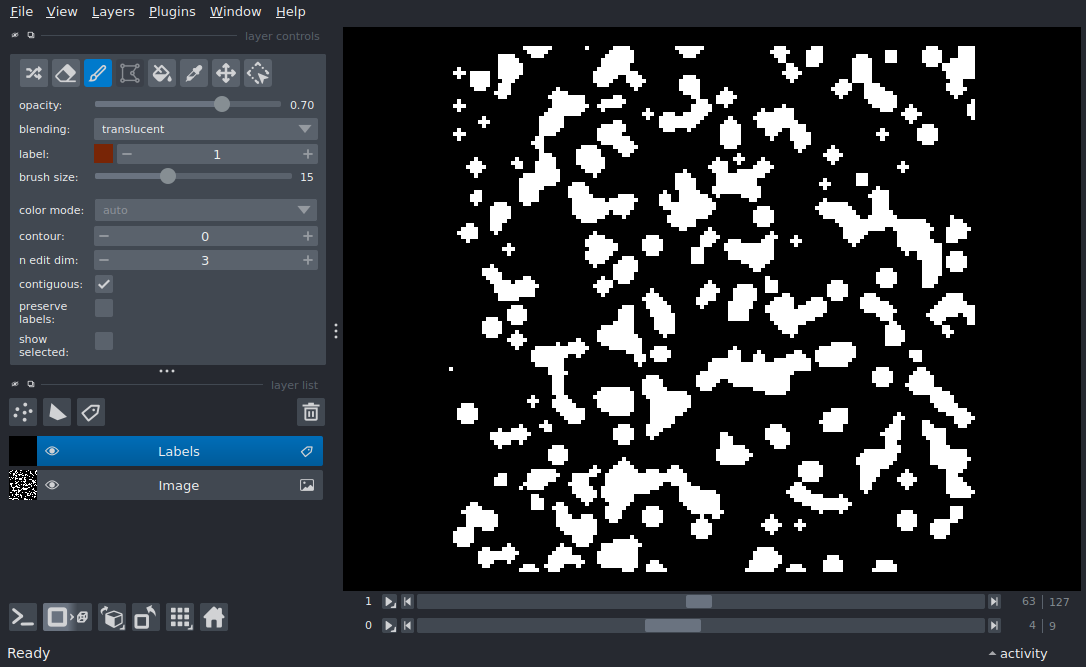 File View Layers Plugins Window Help
layer controls
opacity: 0.70
blending: translucent
label: 1
brush size: 15
color mode: auto
contour: 0
n edit dim: 3
contiguous:
preserve
labels:
show
selected:
layer list
Labels
Image
1 63 127
0 4 9
Ready activity